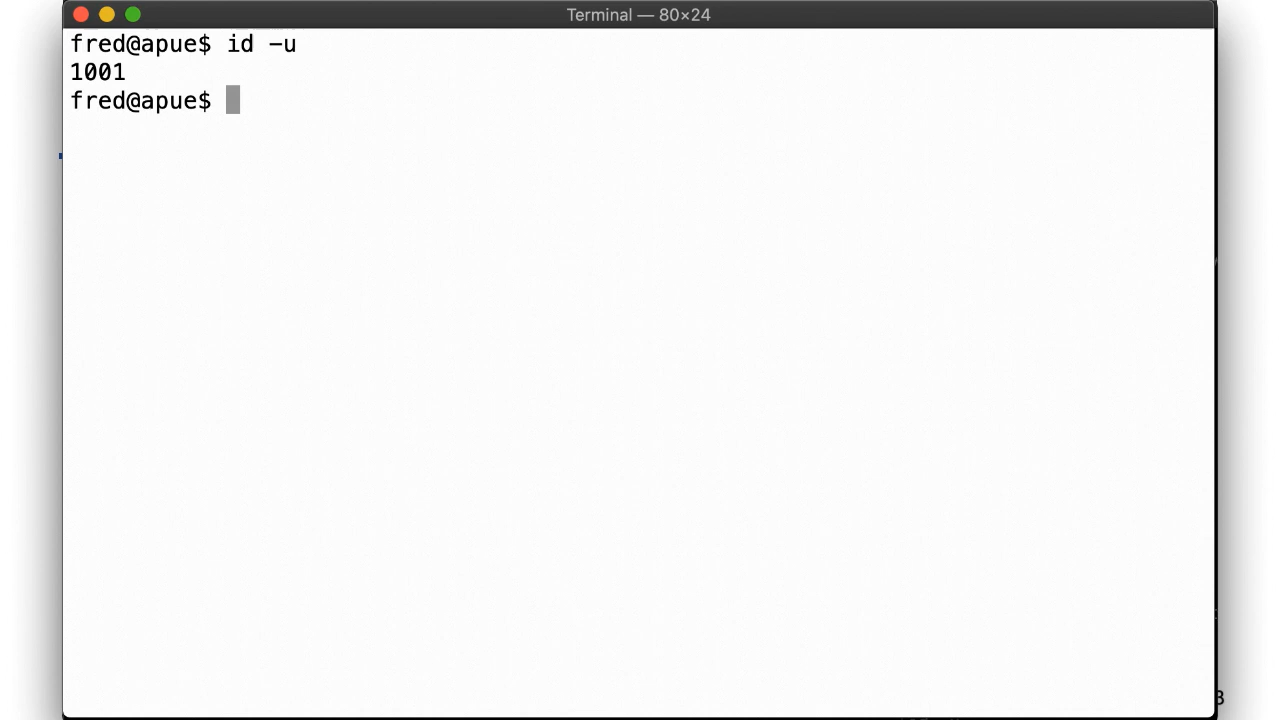 Terminal — 80×24
fred@apue$ id -u
1001
fred@apue$